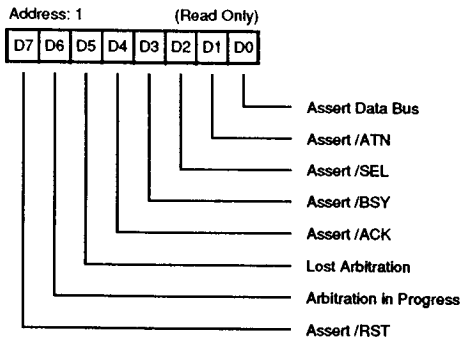 Address: 1 (Read Only)
D7 D6 D5 D4 D3 D2 D1 D0
Assert Data Bus
Assert /ATN
Assert /SEL
Assert /BSY
Assert /ACK
Lost Arbitration
Arbitration in Progress
Assert /RST